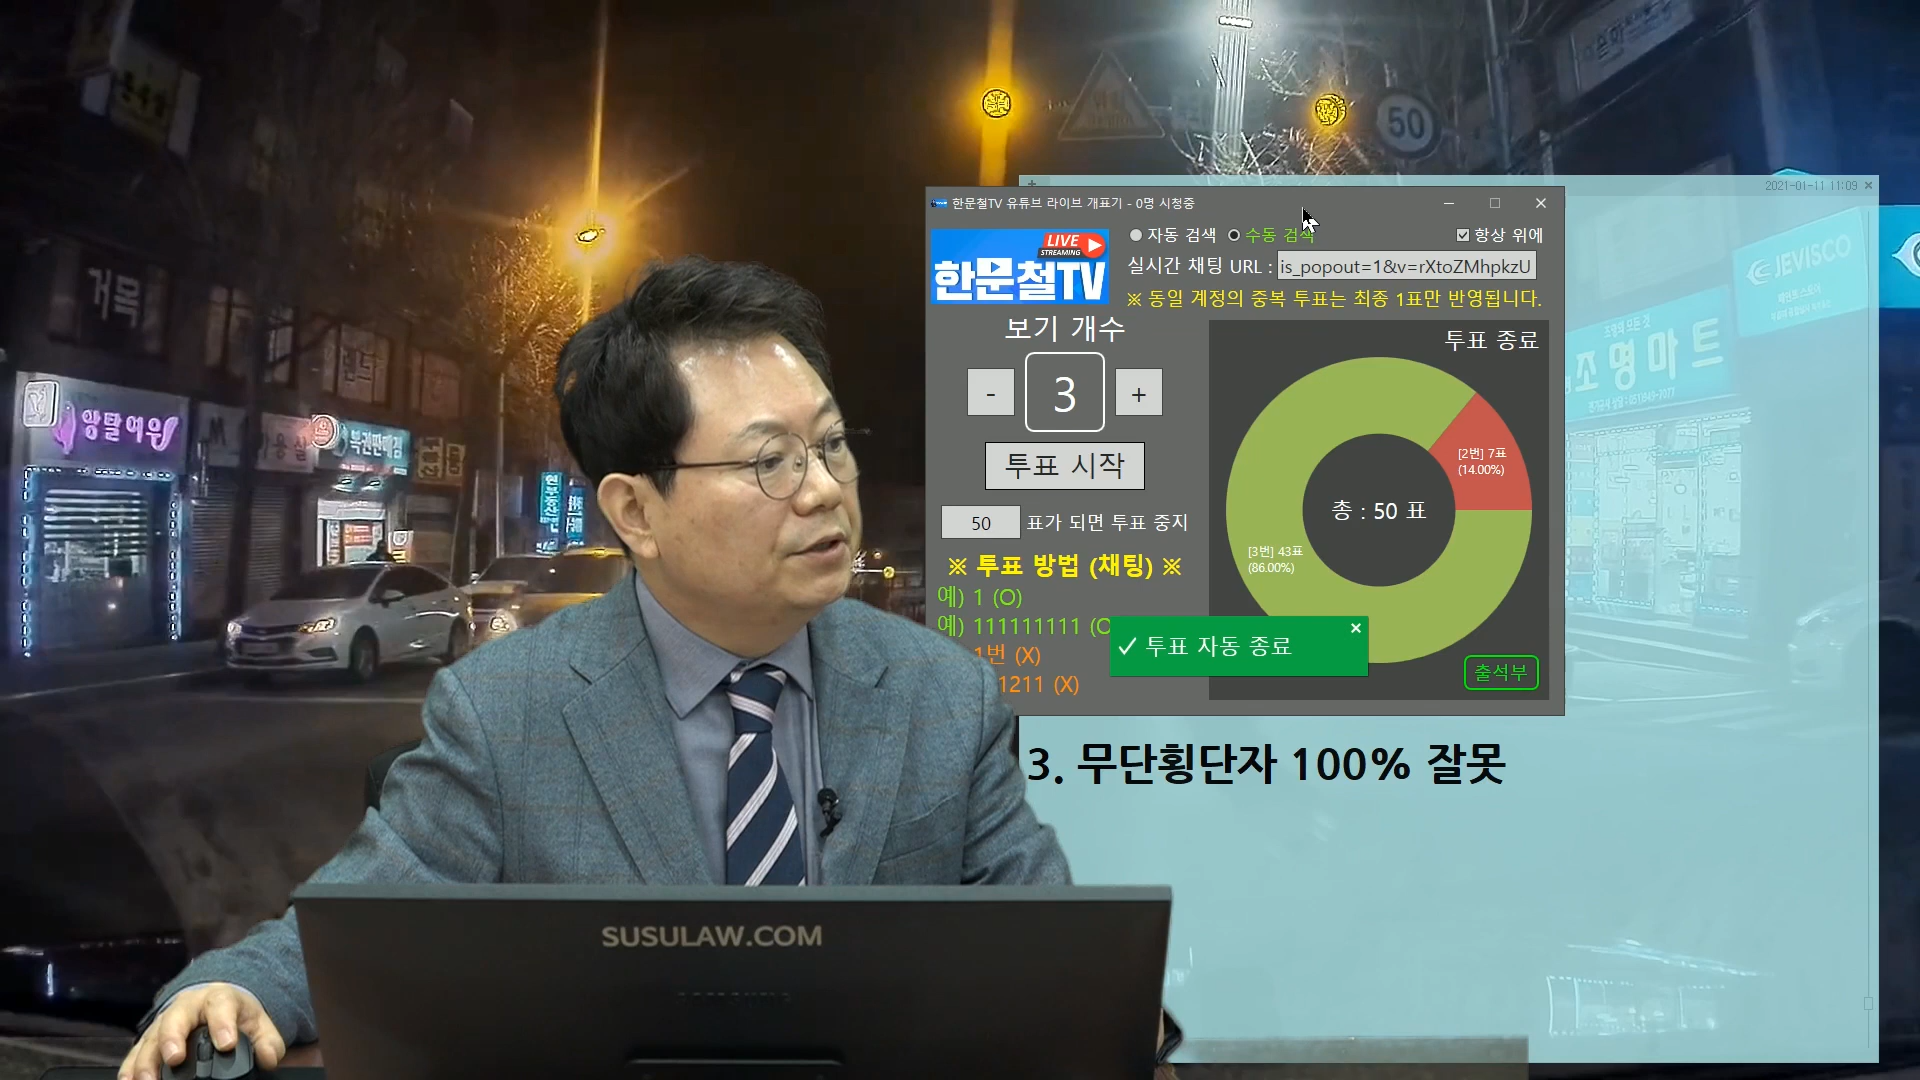 50
2021-01-11 11:09
한문철TV 유튜브 라이브 개표기 - 0명 시청중
LIVE
STREAMING
한문철TV
자동 검색
수동 검색
항상 위에
실시간 채팅 URL :
is_popout=1&v=rXtoZMhpkzU
※ 동일 계정의 중복 투표는 최종 1표만 반영됩니다.
보기 개수
- 3 +
투표 시작
50 표가 되면 투표 중지
※ 투표 방법 (채팅) ※
예) 1 (O)
예) 111111111 (O
1번 (X)
1211 (X)
투표 종료
[2번] 7표
(14.00%)
총 : 50 표
[3번] 43표
(86.00%)
✓ 투표 자동 종료
출석부
3. 무단횡단자 100% 잘못
JEVISCO
조명마트
거목
앙탈여우
복권판매점
SUSULAW.COM
SAMSUNG